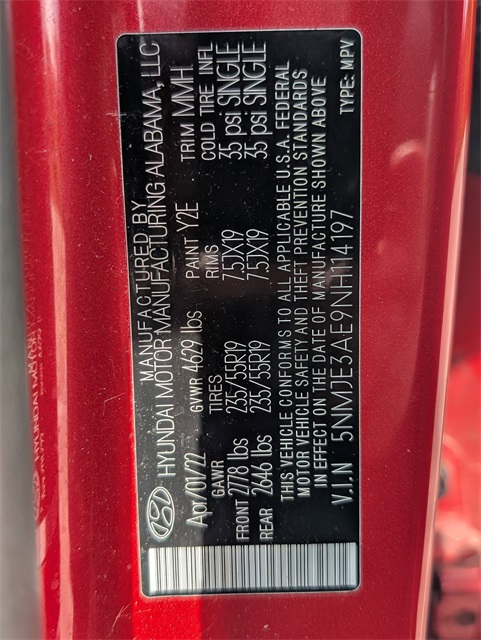 MANUFACTURED BY
HYUNDAI MOTOR MANUFACTURING ALABAMA, LLC
Apr/01/22 GVWR 4629 lbs PAINT Y2E TRIM MMH
GAWR TIRES RIMS COLD TIRE INFL
FRONT 2778 lbs 235/55R19 7.5JX19 35 psi SINGLE
REAR 2646 lbs 235/55R19 7.5JX19 35 psi SINGLE
THIS VEHICLE CONFORMS TO ALL APPLICABLE U.S.A. FEDERAL
MOTOR VEHICLE SAFETY AND THEFT PREVENTION STANDARDS
IN EFFECT ON THE DATE OF MANUFACTURE SHOWN ABOVE
V.I.N 5NMJE3AE9NH114197 TYPE: MPV